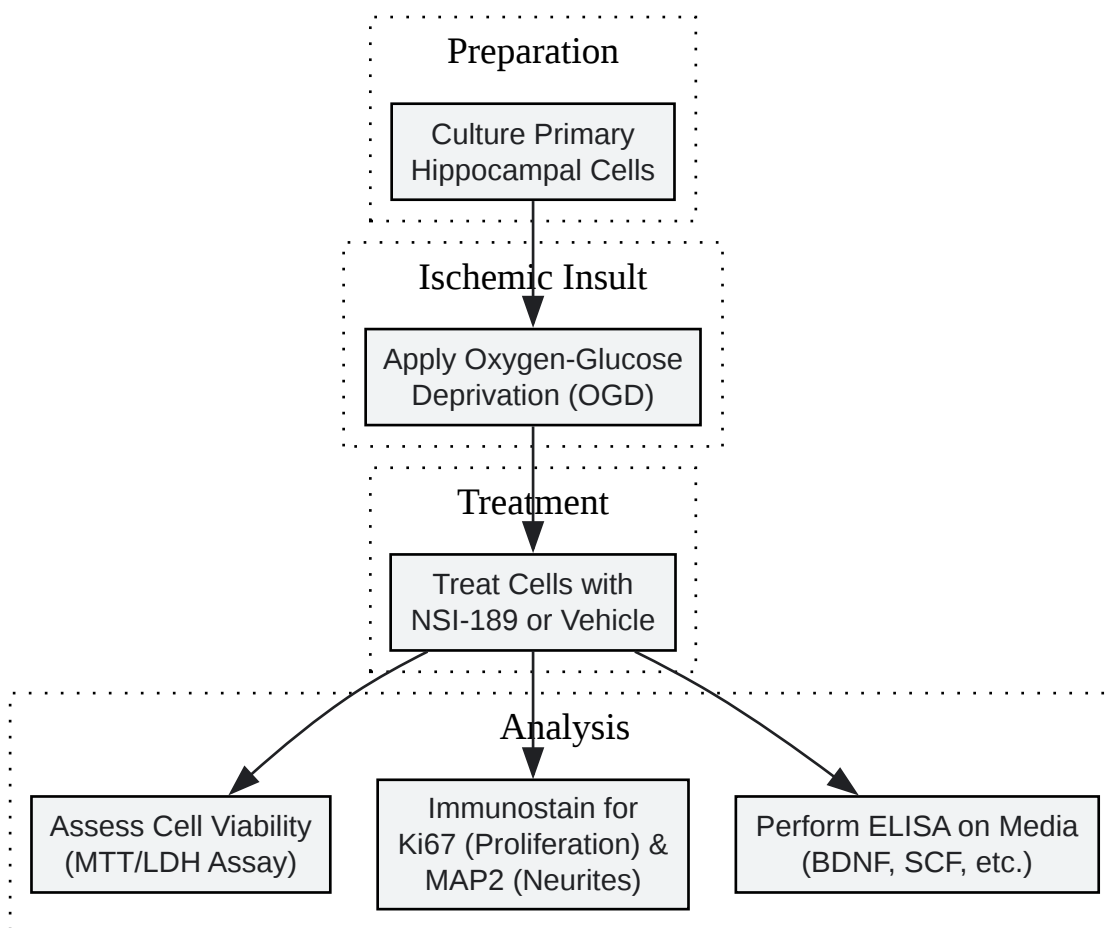 Preparation
Culture Primary
Hippocampal Cells
Ischemic Insult
Apply Oxygen-Glucose
Deprivation (OGD)
Treatment
Treat Cells with
NSI-189 or Vehicle
Analysis
Assess Cell Viability
(MTT/LDH Assay)
Immunostain for
Ki67 (Proliferation) &
MAP2 (Neurites)
Perform ELISA on Media
(BDNF, SCF, etc.)